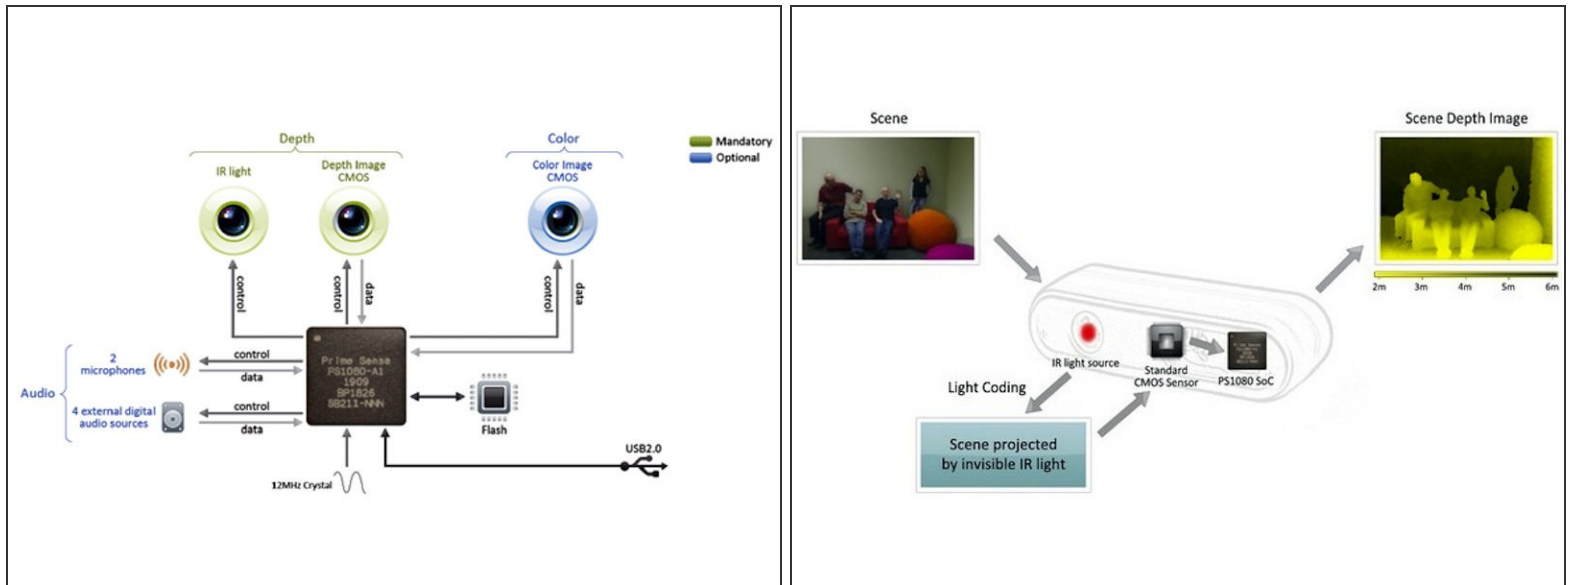 Depth
Color
Mandatory
Optional
IR light
Depth Image
CMOS
Color Image
CMOS
control
control
data
control
data
Prime Sense
PS1080-A1
1909
BP1826
SB211-NNN
Audio
2
microphones
control
data
4 external digital
audio sources
control
data
Flash
USB2.0
12MHz Crystal
Scene
Scene Depth Image
2m 3m 4m 5m 6m
IR light source
Standard
CMOS Sensor
PS1080 SoC
Light Coding
Scene projected
by invisible IR light